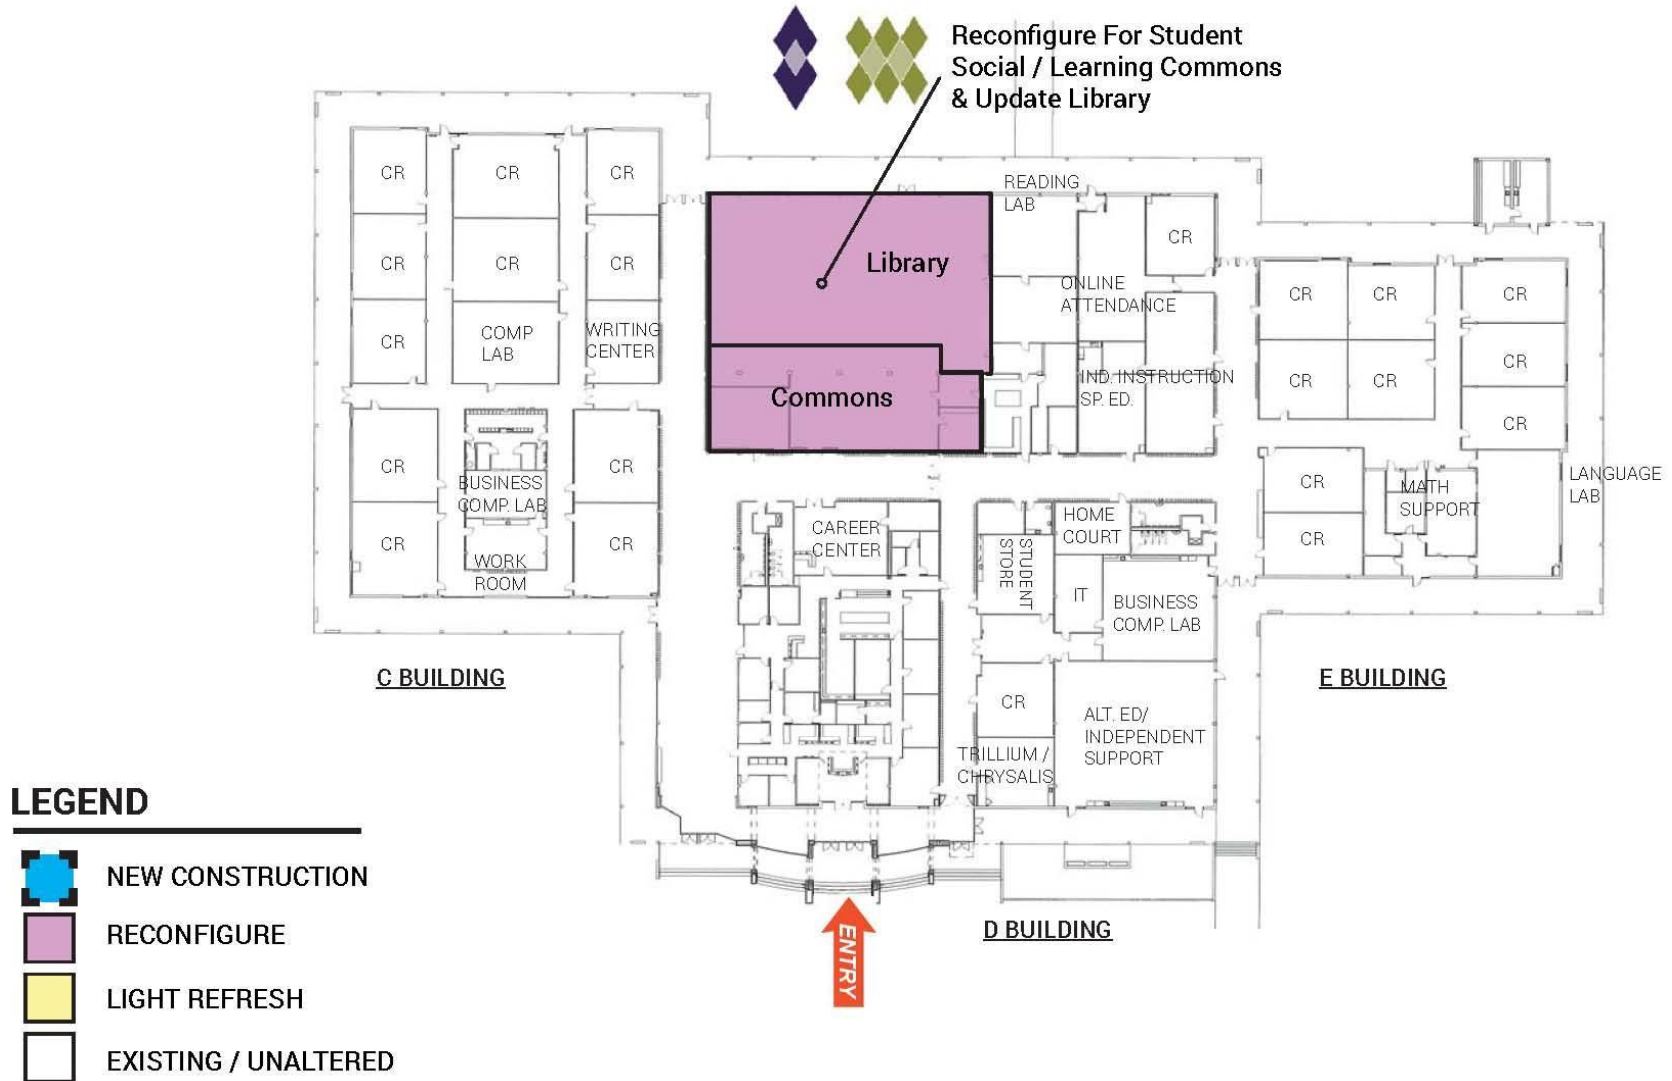 Reconfigure For Student
Social / Learning Commons
& Update Library
CR
CR
CR
CR
CR
CR
CR
COMP
LAB
WRITING
CENTER
CR
BUSINESS
COMP. LAB
CR
CR
WORK
ROOM
CR
C BUILDING
Library
Commons
READING
LAB
CR
ONLINE
ATTENDANCE
IND. INSTRUCTION
SP. ED.
CAREER
CENTER
HOME
COURT
STUDENT
STORE
IT
BUSINESS
COMP. LAB
CR
ALT. ED/
INDEPENDENT
SUPPORT
TRILLIUM /
CHRYSALIS
D BUILDING
ENTRY
CR
CR
CR
CR
CR
CR
CR
CR
CR
MATH
SUPPORT
LANGUAGE
LAB
E BUILDING
LEGEND
NEW CONSTRUCTION
RECONFIGURE
LIGHT REFRESH
EXISTING / UNALTERED